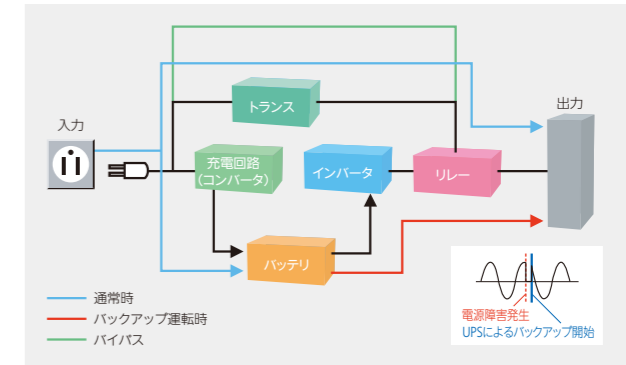 入力
トランス
出力
充電回路
(コンバータ)
インバータ
リレー
バッテリ
通常時
バックアップ運転時
バイパス
電源障害発生
UPSによるバックアップ開始